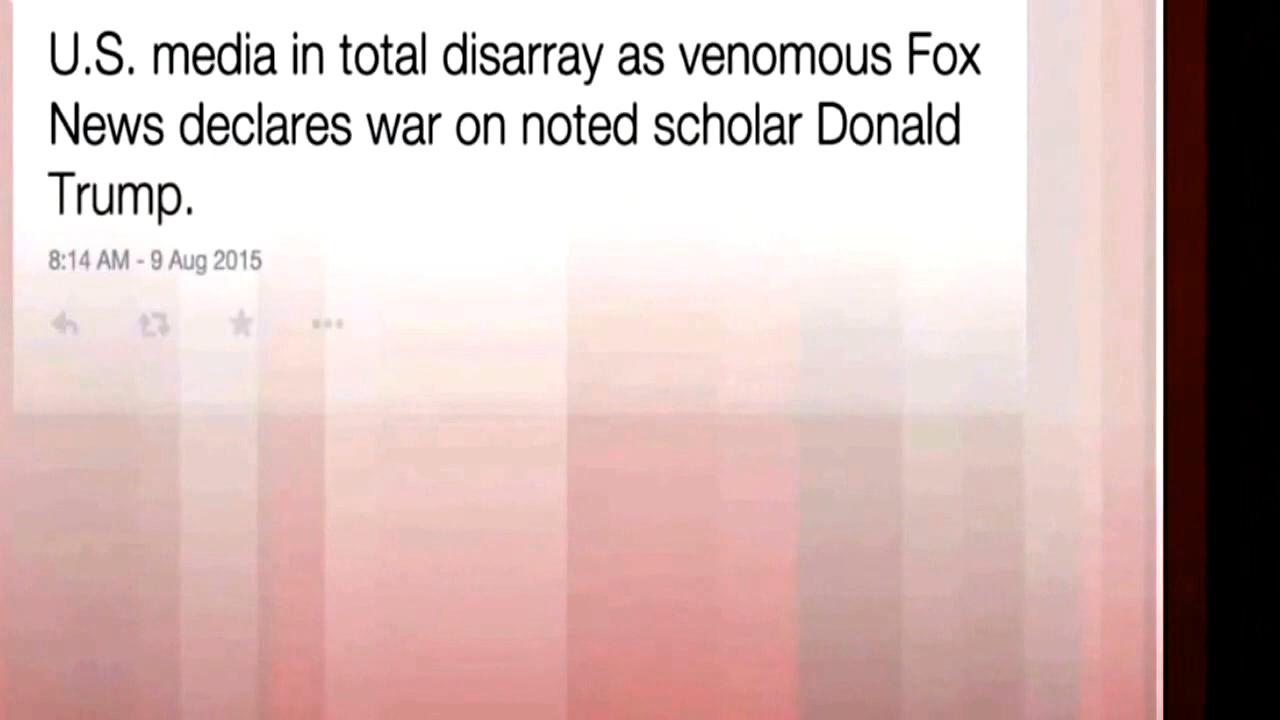 U.S. media in total disarray as venomous Fox
News declares war on noted scholar Donald
Trump.
8:14 AM - 9 Aug 2015